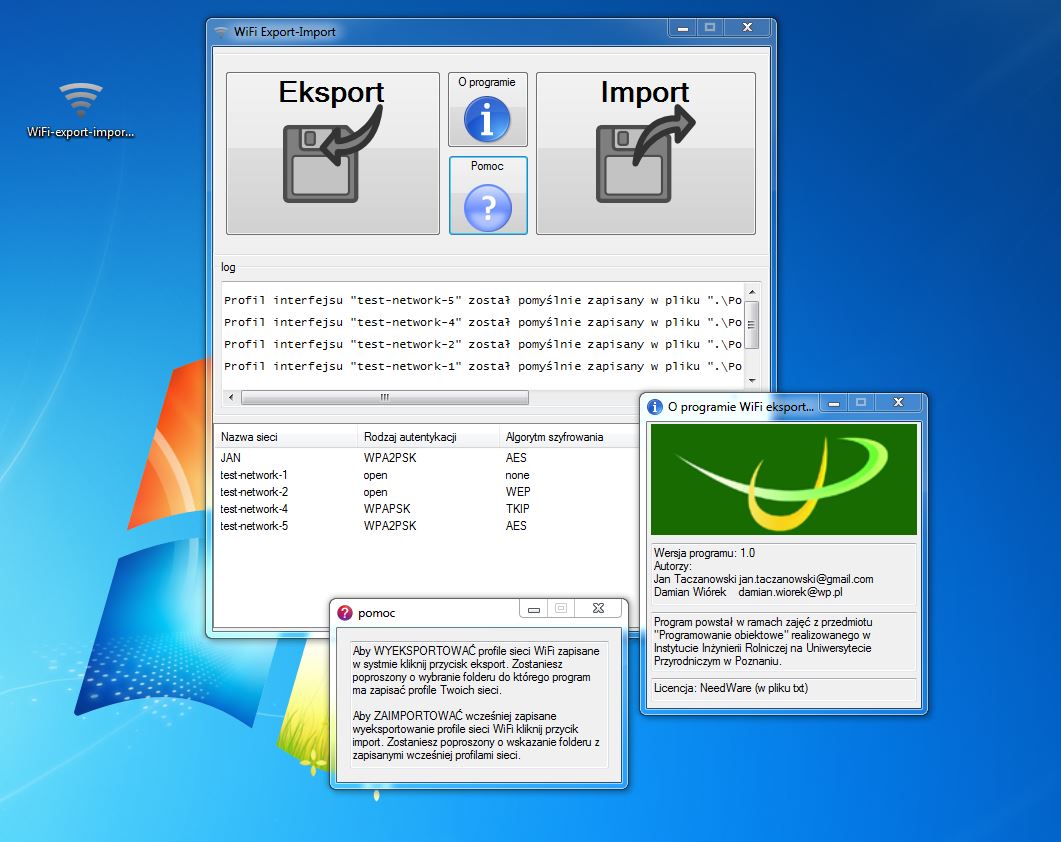 WiFi Export-Import
WiFi-export-impor...
Eksport
O programie
Pomoc
Import
log
Profil interfejsu "test-network-5" został pomyślnie zapisany w pliku ".\Po
Profil interfejsu "test-network-4" został pomyślnie zapisany w pliku ".\Po
Profil interfejsu "test-network-2" został pomyślnie zapisany w pliku ".\Po
Profil interfejsu "test-network-1" został pomyślnie zapisany w pliku ".\Po
Nazwa sieci Rodzaj autentykacji Algorytm szyfrowania
JAN WPA2PSK AES
test-network-1 open none
test-network-2 open WEP
test-network-4 WPAPSK TKIP
test-network-5 WPA2PSK AES
O programie WiFi eksport...
Wersja programu: 1.0
Autorzy:
Jan Taczanowski jan.taczanowski@gmail.com
Damian Wiórek damian.wiorek@wp.pl
Program powstał w ramach zajęć z przedmiotu
"Programowanie obiektowe" realizowanego w
Instytucie Inżynierii Rolniczej na Uniwersytecie
Przyrodniczym w Poznaniu.
Licencja: NeedWare (w pliku txt)
pomoc
Aby WYEKSPORTOWAĆ profile sieci WiFi zapisane
w systmie kliknij przycisk eksport. Zostaniesz
poproszony o wybranie folderu do którego program
ma zapisać profile Twoich sieci.
Aby ZAIMPORTOWAĆ wcześniej zapisane
wyeksportowanie profile sieci WiFi kliknij przycik
import. Zostaniesz poproszony o wskazanie folderu z
zapisanymi wcześniej profilami sieci.